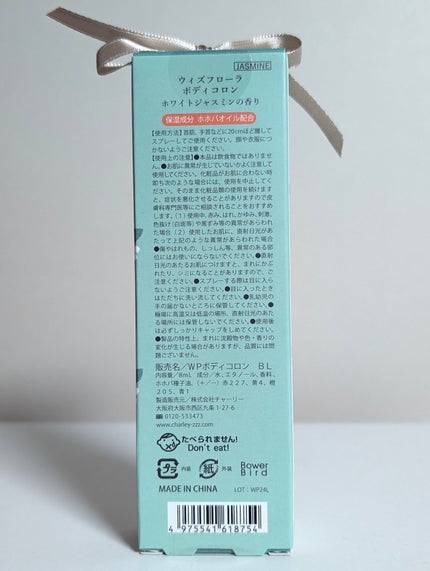 JASMINE
ウィズフローラ
ボディコロン
ホワイトジャスミンの香り
保湿成分 ホホバオイル配合
【使用方法】首筋、手首などに20cmほど離して
スプレーしてご使用ください。顔や衣服に
つかないようご注意ください。
【使用上の注意】●本品は飲食物ではありませ
ん。●お肌に異常が生じていないかよく注意して
使用してください。化粧品がお肌に合わない時
即ち次のような場合には、使用を中止して
ください。そのまま化粧品類の使用を続けます
と、症状を悪化させることがありますので皮
膚科専門医等にご相談されることをおすすめ
します。(1)使用中、赤み、はれ、かゆみ、刺激、
色抜け(白斑等)や黒ずみ等の異常があらわれ
た場合(2)使用したお肌に、直射日光があ
たって上記のような異常があらわれた場合
●傷やはれもの、しっしん等、異常のある部
位にはお使いにならないでください。●直射
日光のあたるお肌につけますと、まれにかぶ
れたり、シミになることがありますので、ご
注意ください。●スプレーする際は目に入ら
ないようご注意ください。●目に入ったとき
はただちに洗い流してください。●乳幼児の
手の届かないところに保管してください。●
極端に高温又は低温の場所、直射日光のあた
る場所には保管しないでください。●使用後
は必ずしっかりキャップをしめてください。
●製品の特性上、まれに沈殿物や色・香りの
変化が生じる場合がありますが、品質には問
題ございません。
販売名/WPボディコロン BL
内容量/8mL 成分/水、エタノール、香料、
ホホバ種子油、(+/-)赤227、黄4、橙
205、青1
製造販売元/株式会社チャーリー
大阪府大阪市西区九条1-27-6
0120-533473
www.charley-zzz.com
たべられません!
Don't eat!
プラ 内装 紙 外装 Bower
Bird
MADE IN CHINA LOT:WP24L
4 975541 618754